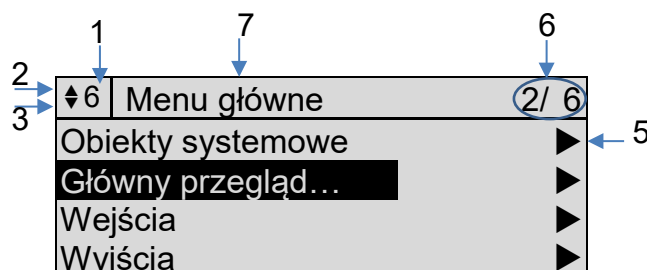 1 7 6
2
3
6 Menu główne 2/ 6
Obiekty systemowe 5
Główny przegląd...
Wejścia
Wyjścia